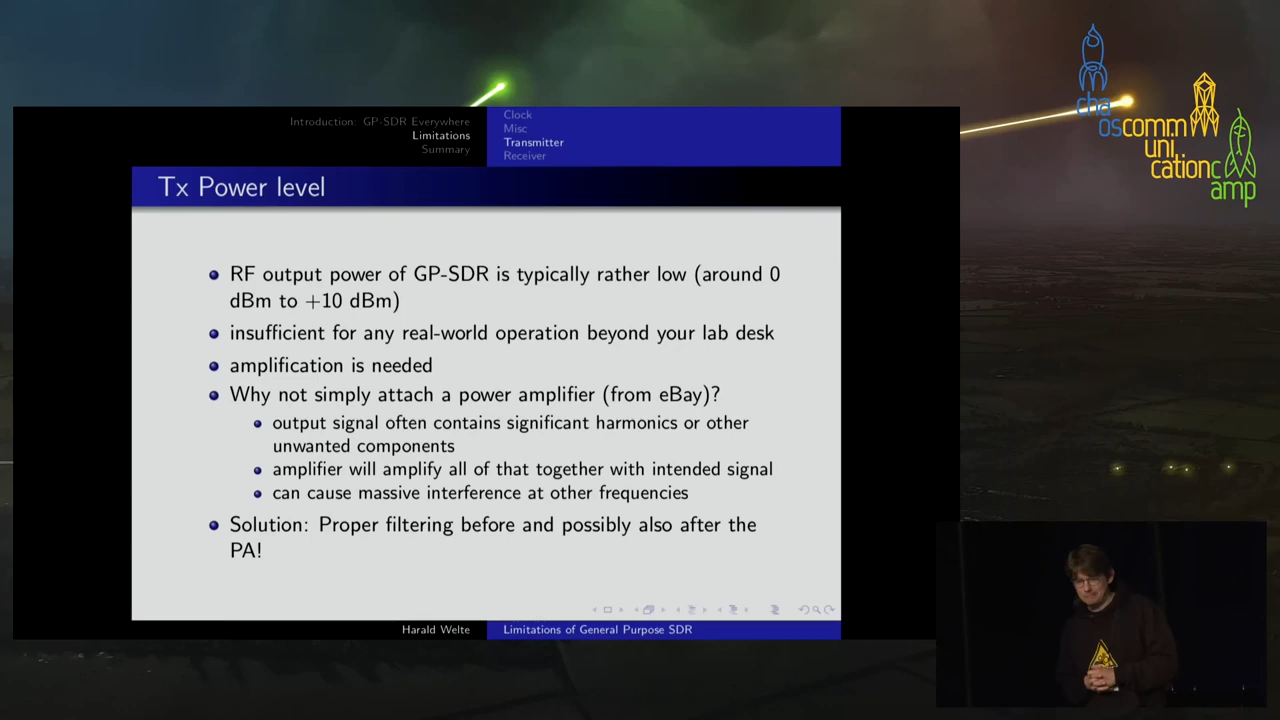 Introduction: GP-SDR Everywhere
Limitations
Summary
Clock
Misc
Transmitter
Receiver
Tx Power level
RF output power of GP-SDR is typically rather low (around 0
dBm to +10 dBm)
insufficient for any real-world operation beyond your lab desk
amplification is needed
Why not simply attach a power amplifier (from eBay)?
output signal often contains significant harmonics or other
unwanted components
amplifier will amplify all of that together with intended signal
can cause massive interference at other frequencies
Solution: Proper filtering before and possibly also after the
PA!
Harald Welte
Limitations of General Purpose SDR
cha
oscomm
uni
cationc
amp